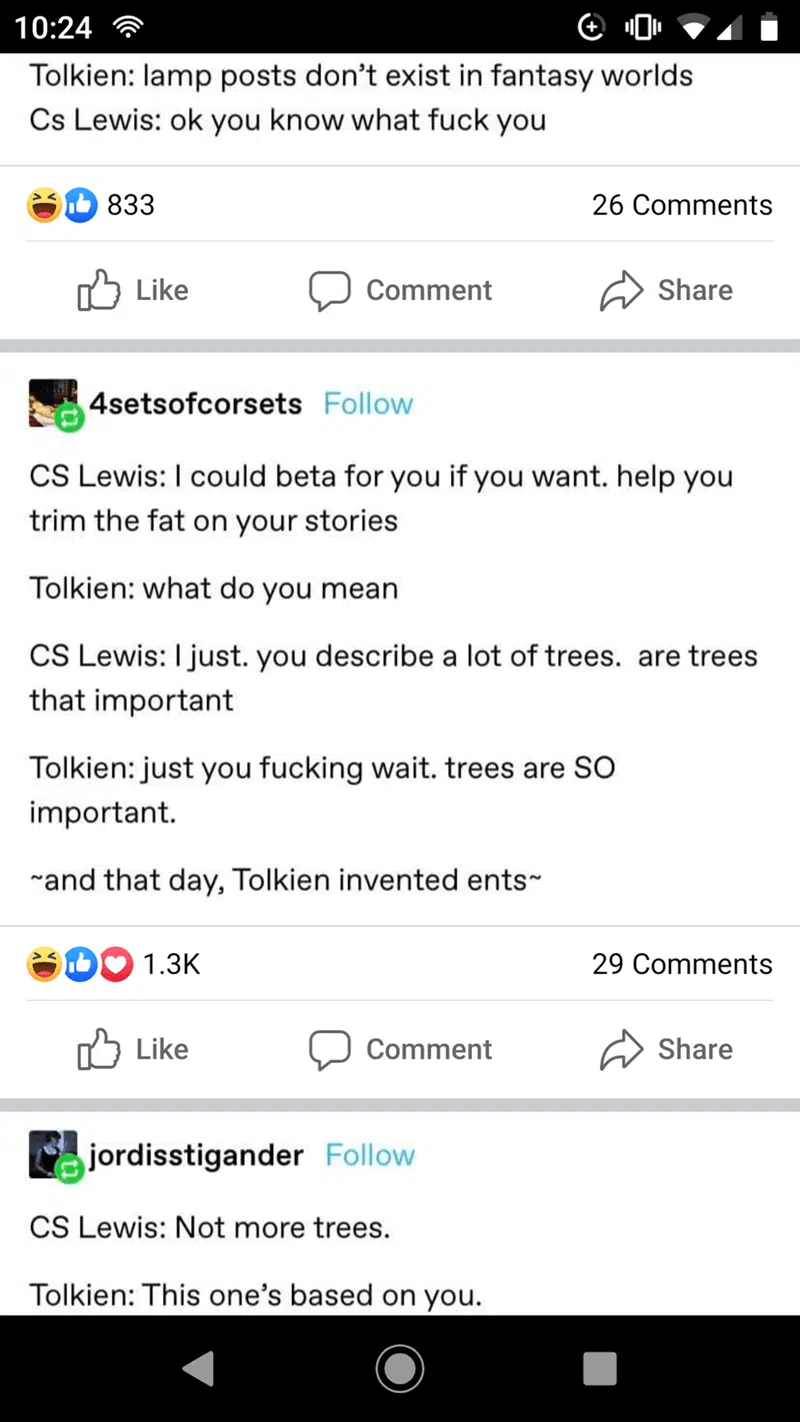 10:24
Tolkien: lamp posts don’t exist in fantasy worlds
Cs Lewis: ok you know what fuck you
833
26 Comments
Like
Comment
Share
4setsofcorsets Follow
CS Lewis: I could beta for you if you want. help you
trim the fat on your stories
Tolkien: what do you mean
CS Lewis: I just. you describe a lot of trees.  are trees
that important
Tolkien: just you fucking wait. trees are SO
important.
~and that day, Tolkien invented ents~
1.3K
29 Comments
Like
Comment
Share
jordisstigander Follow
CS Lewis: Not more trees.
Tolkien: This one’s based on you.